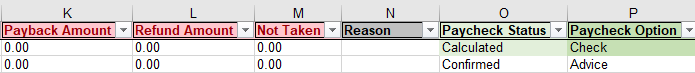 K L M N O P
Payback Amount Refund Amount Not Taken Reason Paycheck Status Paycheck Option
0.00 0.00 0.00 Calculated Check
0.00 0.00 0.00 Confirmed Advice